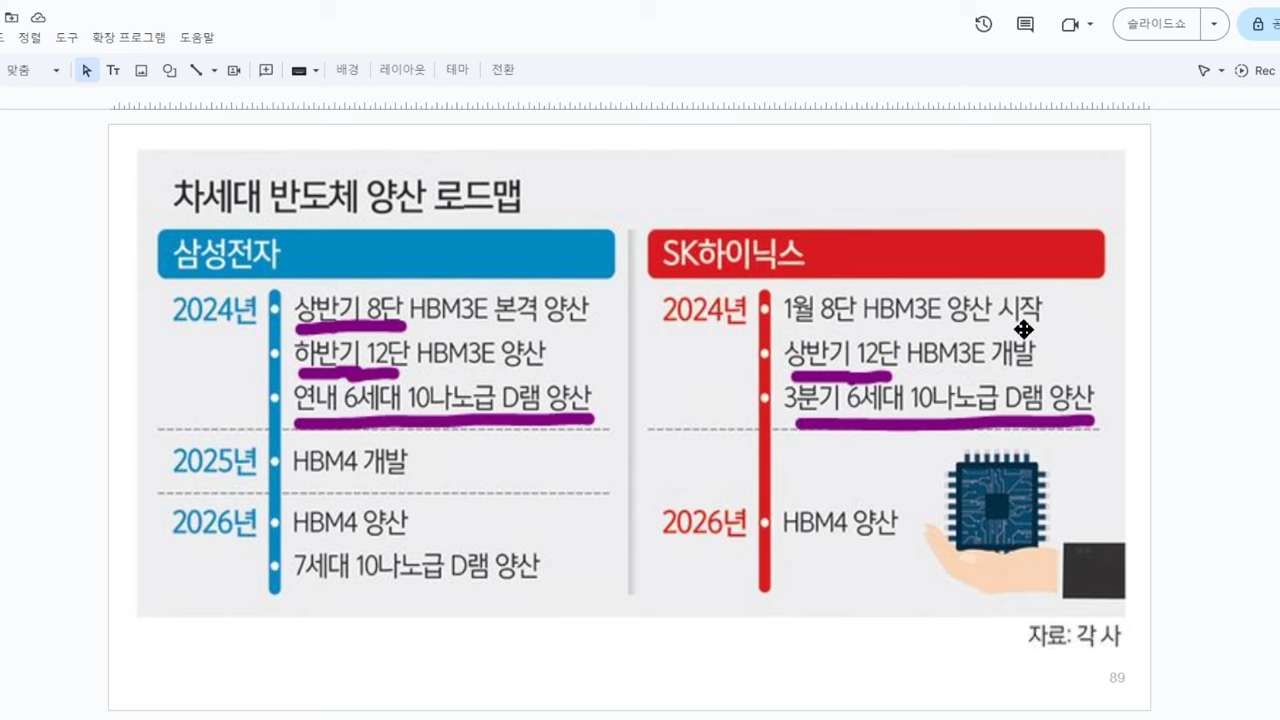 정렬 도구 확장 프로그램 도움말
슬라이드쇼
맞춤
Tт
배경 레이아웃 테마 전환
Rec
차세대 반도체 양산 로드맵
삼성전자
2024년
상반기 8단 HBM3E 본격 양산
하반기 12단 HBM3E 양산
연내 6세대 10나노급 D램 양산
2025년
HBM4 개발
2026년
HBM4 양산
7세대 10나노급 D램 양산
SK하이닉스
2024년
1월 8단 HBM3E 양산 시작
상반기 12단 HBM3E 개발
3분기 6세대 10나노급 D램 양산
2026년
HBM4 양산
자료: 각 사
89